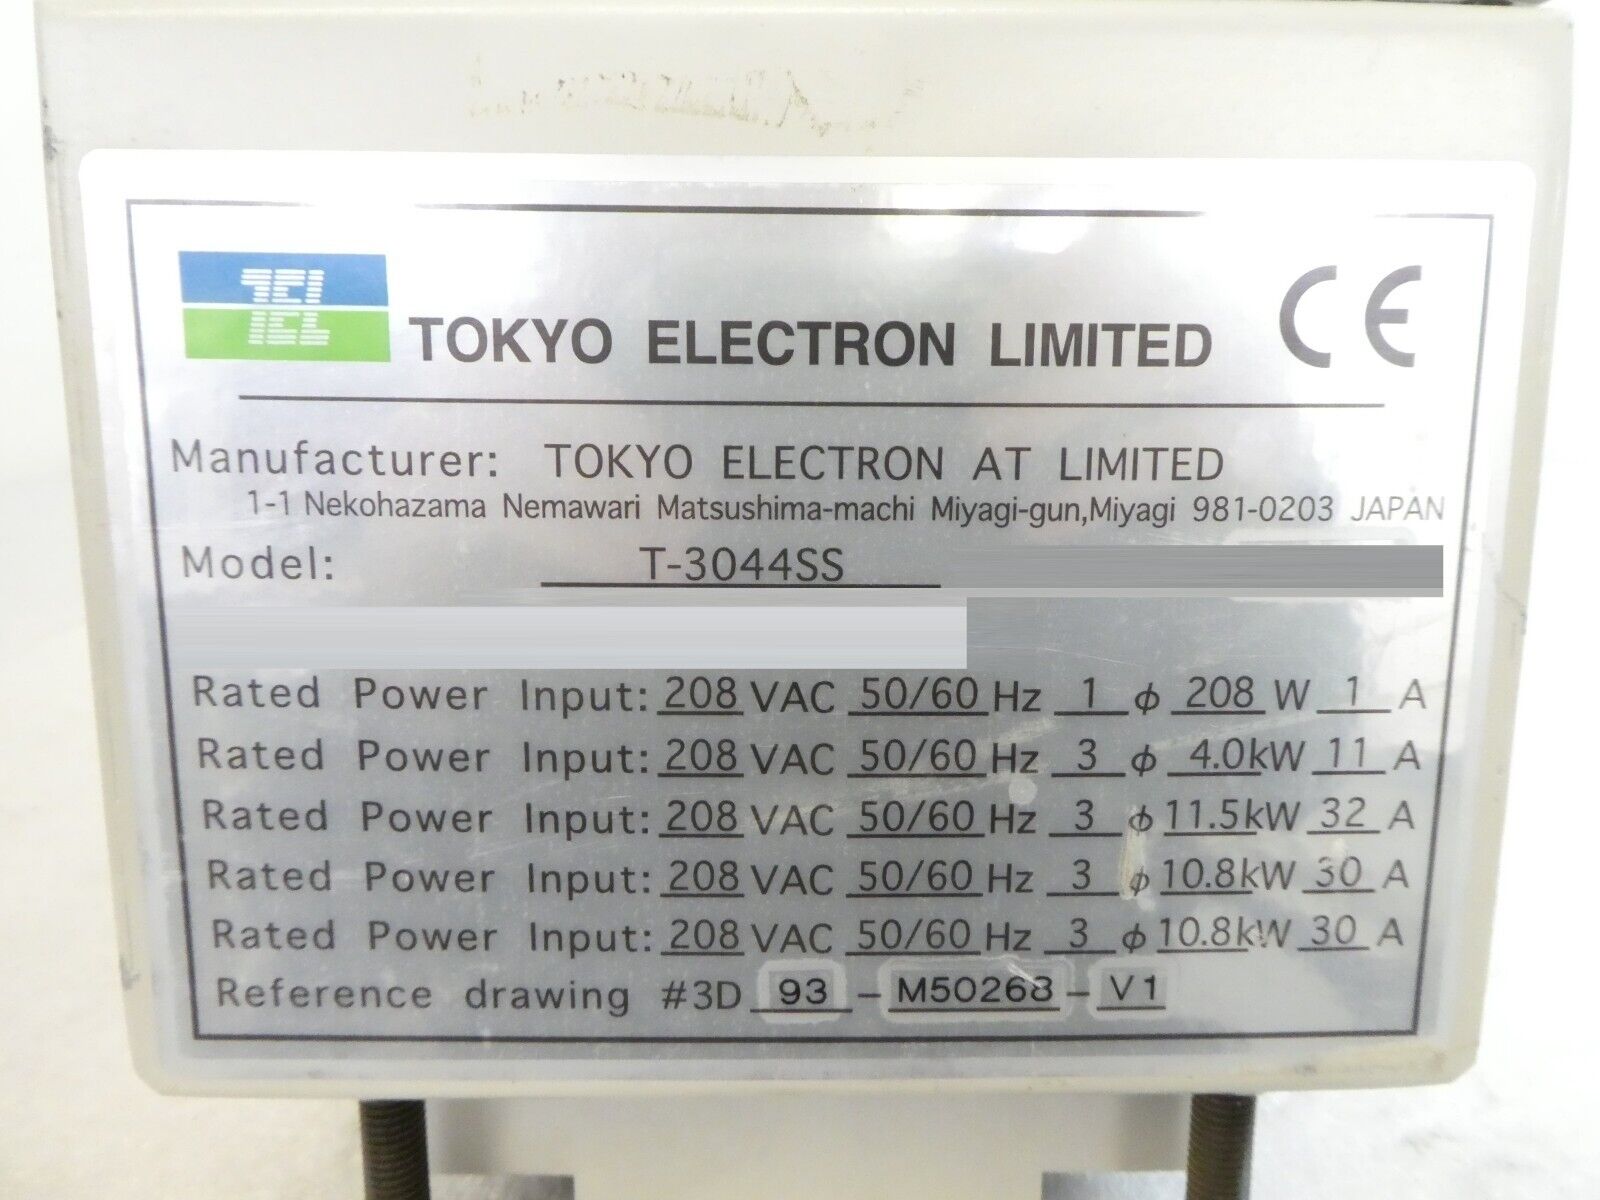 TEL
TOKYO ELECTRON LIMITED CE
Manufacturer: TOKYO ELECTRON AT LIMITED
1-1 Nekohazama Nemawari Matsushima-machi Miyagi-gun,Miyagi 981-0203 JAPAN
Model: T-3044SS
Rated Power Input: 208 VAC 50/60 Hz 1 ϕ 208 W 1 A
Rated Power Input: 208 VAC 50/60 Hz 3 ϕ 4.0kW 11 A
Rated Power Input: 208 VAC 50/60 Hz 3 ϕ 11.5kW 32 A
Rated Power Input: 208 VAC 50/60 Hz 3 ϕ 10.8kW 30 A
Rated Power Input: 208 VAC 50/60 Hz 3 ϕ 10.8kW 30 A
Reference drawing #3D 93 - M50268 - V1